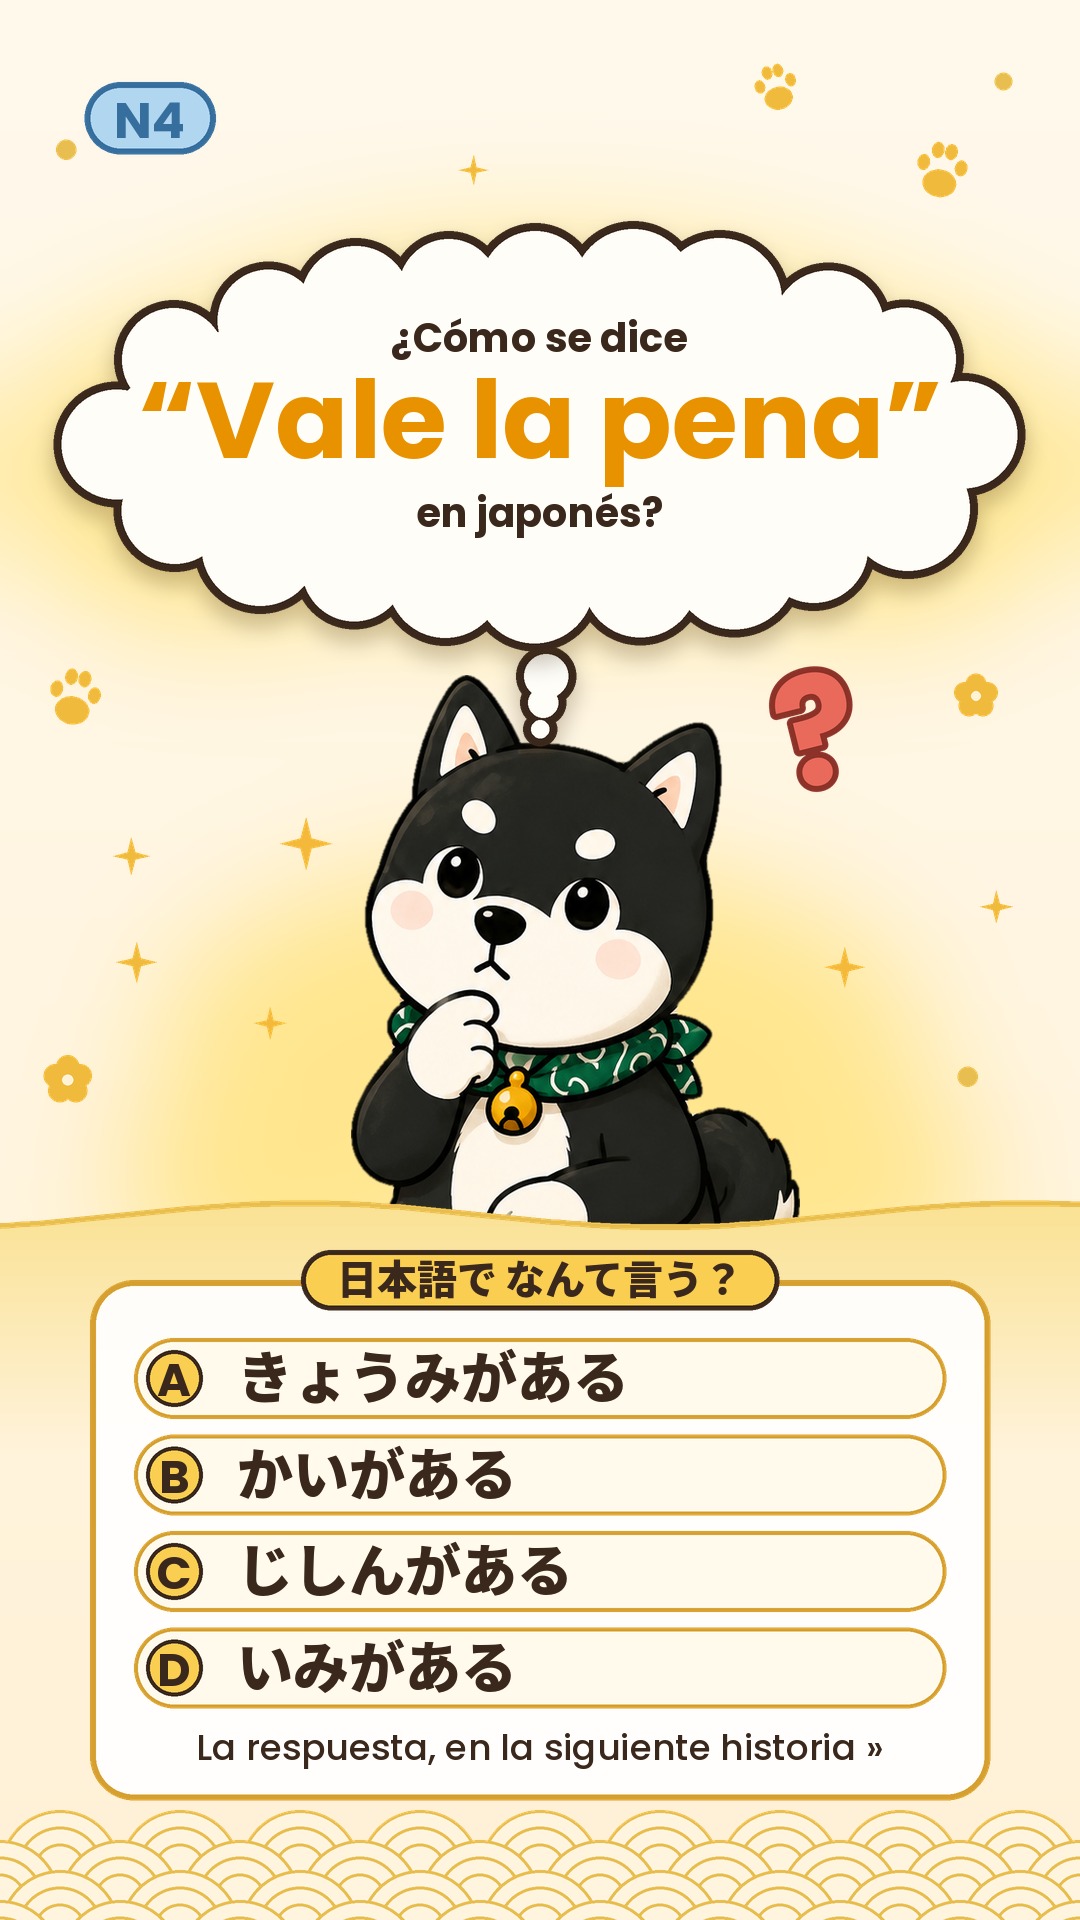 N4
¿Cómo se dice
“Vale la pena”
en japonés?
日本語で なんて言う？
A きょうみがある
B かいがある
C じしんがある
D いみがある
La respuesta, en la siguiente historia »